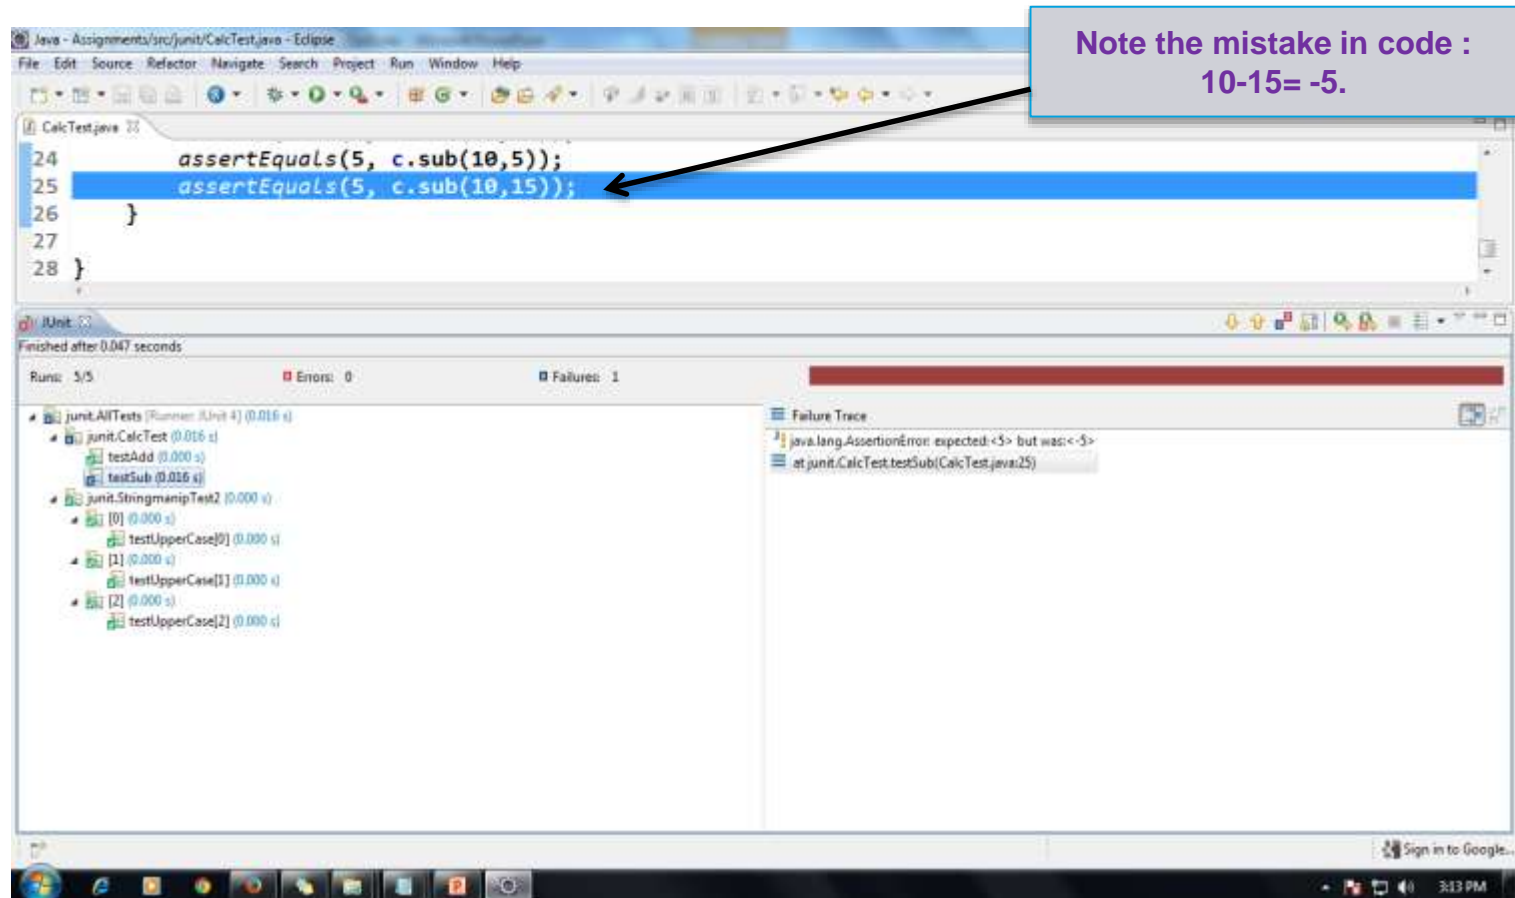 Note the mistake in code :
10-15= -5.
Java - Assignments/src/junit/CalcTest.java - Eclipse
File Edit Source Refactor Navigate Search Project Run Window Help
CalcTest.java
24 assertEquals(5, c.sub(10,5));
25 assertEquals(5, c.sub(10,15));
26 }
27
28 }
JUnit
Finished after 0.047 seconds
Runs: 5/5 Errors: 0 Failures: 1
junit.AllTests [Runner: JUnit 4] (0.016 s)
junit.CalcTest (0.016 s)
testAdd (0.000 s)
testSub (0.016 s)
junit.StringmanipTest2 (0.000 s)
[0] (0.000 s)
testUpperCase[0] (0.000 s)
[1] (0.000 s)
testUpperCase[1] (0.000 s)
[2] (0.000 s)
testUpperCase[2] (0.000 s)
Failure Trace
java.lang.AssertionError: expected:<5> but was:<-5>
at junit.CalcTest.testSub(CalcTest.java:25)
Sign in to Google...
3:13 PM